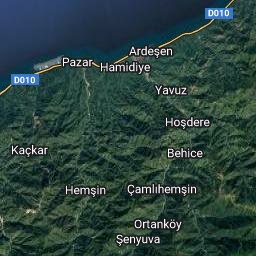 D010
Ardeşen
Pazar
Hamidiye
D010
Yavuz
Hoşdere
Kaçkar
Behice
Hemşin
Çamlıhemşin
Ortanköy
Şenyuva